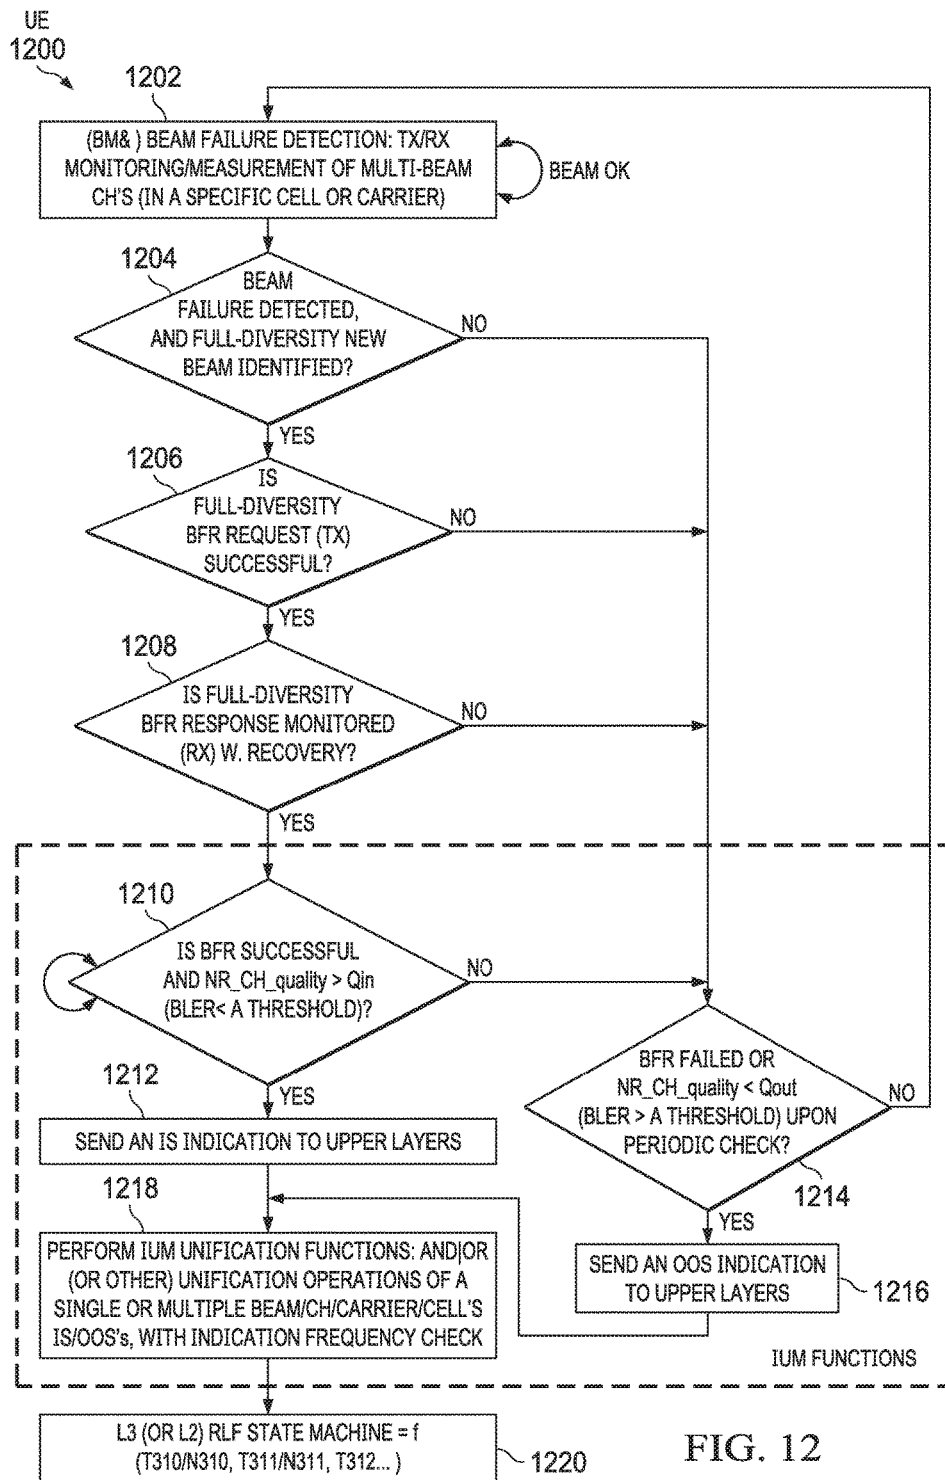 UE
1200
1202
(BM& ) BEAM FAILURE DETECTION: TX/RX
MONITORING/MEASUREMENT OF MULTI-BEAM
CH'S (IN A SPECIFIC CELL OR CARRIER)
BEAM OK
1204
BEAM
FAILURE DETECTED,
AND FULL-DIVERSITY NEW
BEAM IDENTIFIED?
NO
YES
1206
IS
FULL-DIVERSITY
BFR REQUEST (TX)
SUCCESSFUL?
NO
YES
1208
IS FULL-DIVERSITY
BFR RESPONSE MONITORED
(RX) W. RECOVERY?
NO
YES
1210
IS BFR SUCCESSFUL
AND NR_CH_quality > Qin
(BLER< A THRESHOLD)?
NO
YES
1212
SEND AN IS INDICATION TO UPPER LAYERS
BFR FAILED OR
NR_CH_quality < Qout
(BLER > A THRESHOLD) UPON
PERIODIC CHECK?
NO
1214
YES
SEND AN OOS INDICATION
TO UPPER LAYERS
1216
1218
PERFORM IUM UNIFICATION FUNCTIONS: AND|OR
(OR OTHER) UNIFICATION OPERATIONS OF A
SINGLE OR MULTIPLE BEAM/CH/CARRIER/CELL'S
IS/OOS's, WITH INDICATION FREQUENCY CHECK
IUM FUNCTIONS
L3 (OR L2) RLF STATE MACHINE = f
(T310/N310, T311/N311, T312... )
1220
FIG. 12